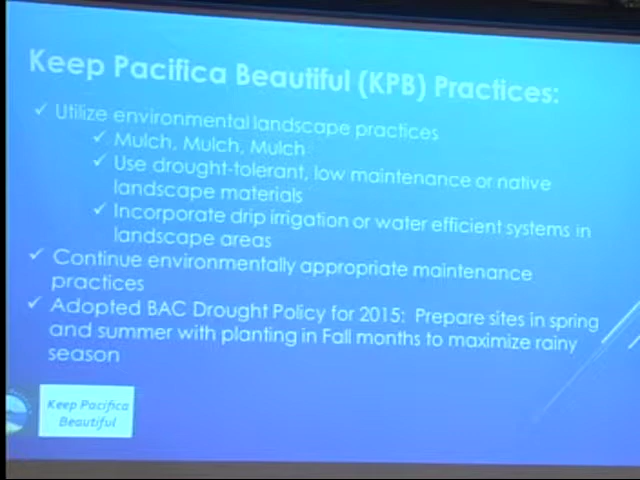 Keep Pacifica Beautiful (KPB) Practices:
✓ Utilize environmental landscape practices
✓ Mulch, Mulch, Mulch
✓ Use drought-tolerant, low maintenance or native
landscape materials
✓ Incorporate drip irrigation or water efficient systems in
landscape areas
✓ Continue environmentally appropriate maintenance
practices
✓ Adopted BAC Drought Policy for 2015: Prepare sites in spring
and summer with planting in Fall months to maximize rainy
season
Keep Pacifica
Beautiful